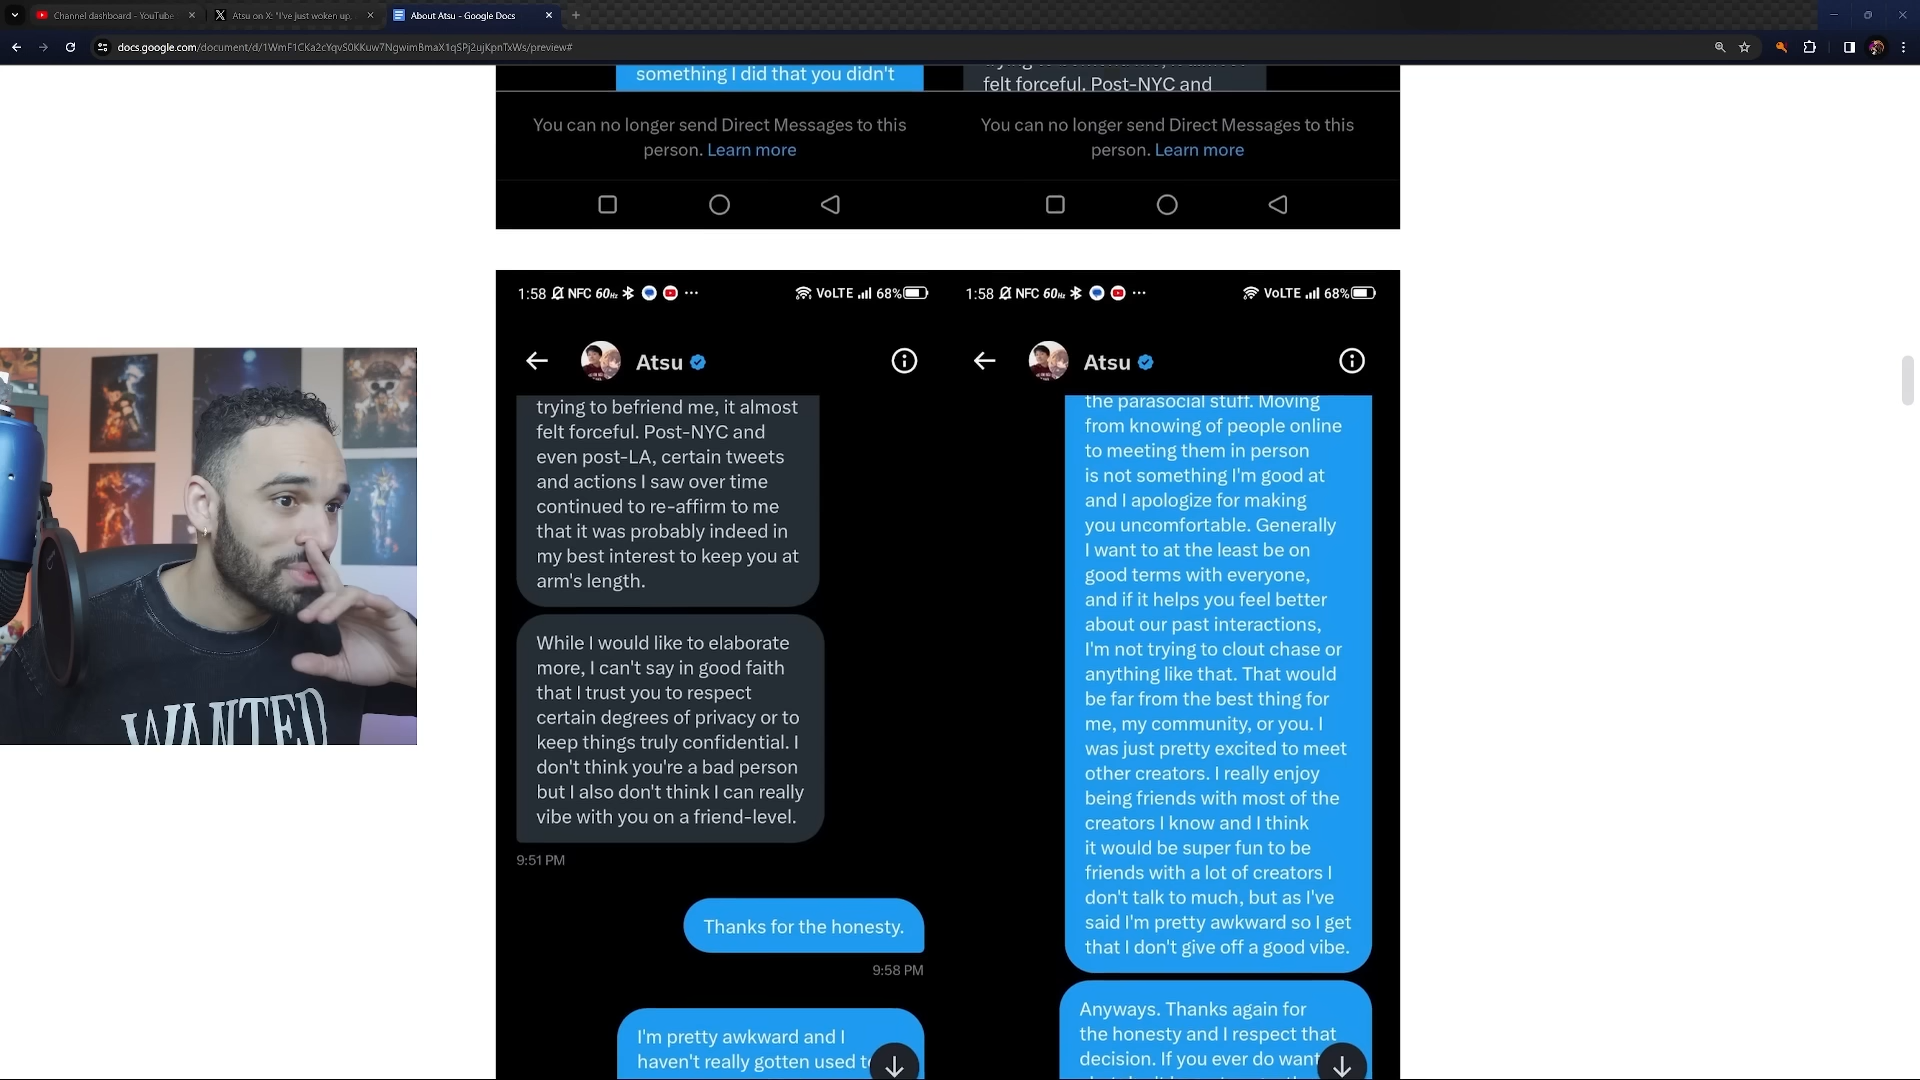 Channel dashboard - YouTube
Atsu on X: "I've just woken up,
About Atsu - Google Docs
docs.google.com/document/d/1WmF1CKa2cYqvS0KKuw7NgwimBmaX1qSPj2ujKpnTxWs/preview#
something I did that you didn't
You can no longer send Direct Messages to this
person. Learn more
felt forceful. Post-NYC and
You can no longer send Direct Messages to this
person. Learn more
1:58 NFC 60Hz VoLTE 68%
Atsu
trying to befriend me, it almost
felt forceful. Post-NYC and
even post-LA, certain tweets
and actions I saw over time
continued to re-affirm to me
that it was probably indeed in
my best interest to keep you at
arm's length.
While I would like to elaborate
more, I can't say in good faith
that I trust you to respect
certain degrees of privacy or to
keep things truly confidential. I
don't think you're a bad person
but I also don't think I can really
vibe with you on a friend-level.
9:51 PM
Thanks for the honesty.
9:58 PM
I'm pretty awkward and I
haven't really gotten used
1:58 NFC 60Hz VoLTE 68%
Atsu
the parasocial stuff. Moving
from knowing of people online
to meeting them in person
is not something I'm good at
and I apologize for making
you uncomfortable. Generally
I want to at the least be on
good terms with everyone,
and if it helps you feel better
about our past interactions,
I'm not trying to clout chase or
anything like that. That would
be far from the best thing for
me, my community, or you. I
was just pretty excited to meet
other creators. I really enjoy
being friends with most of the
creators I know and I think
it would be super fun to be
friends with a lot of creators I
don't talk to much, but as I've
said I'm pretty awkward so I get
that I don't give off a good vibe.
Anyways. Thanks again for
the honesty and I respect that
decision. If you ever do want
WANTED